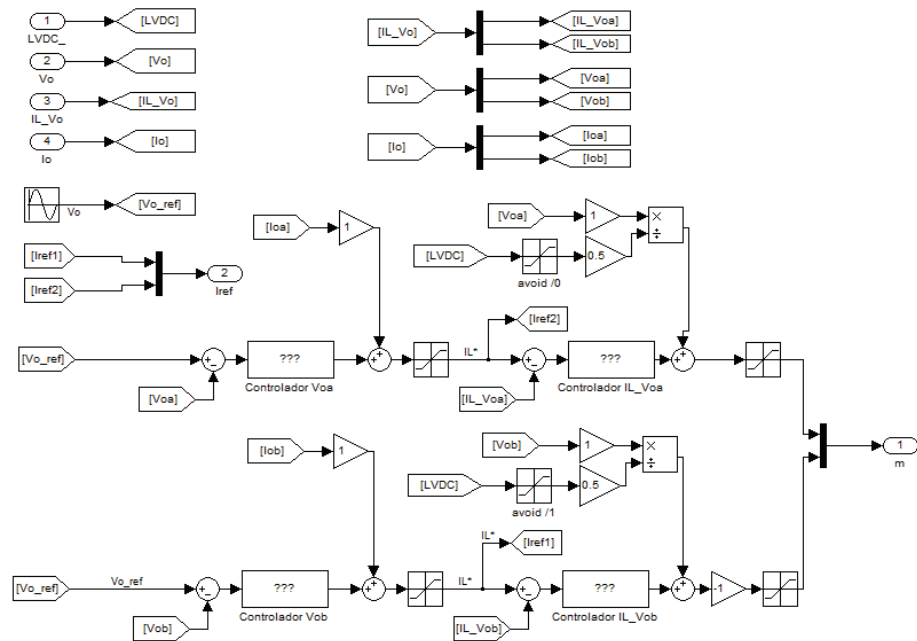 1
LVDC_
[LVDC]
2
Vo
[Vo]
3
IL_Vo
[IL_Vo]
4
Io
[Io]
Vo
[Vo_ref]
[IL_Vo]
[IL_Voa]
[IL_Vob]
[Vo]
[Voa]
[Vob]
[Io]
[Ioa]
[Iob]
[Iref1]
[Iref2]
2
Iref
[Ioa]
1
[Voa]
1
×
÷
[LVDC]
avoid /0
0.5
[Iref2]
[Vo_ref]
+
−
[Voa]
???
Controlador Voa
+
+
IL*
+
−
[IL_Voa]
???
Controlador IL_Voa
+
+
[Iob]
1
[Vob]
1
×
÷
[LVDC]
avoid /1
0.5
1
m
IL*
[Iref1]
[Vo_ref]
Vo_ref
+
−
[Vob]
???
Controlador Vob
+
+
IL*
+
−
[IL_Vob]
???
Controlador IL_Vob
+
+
-1